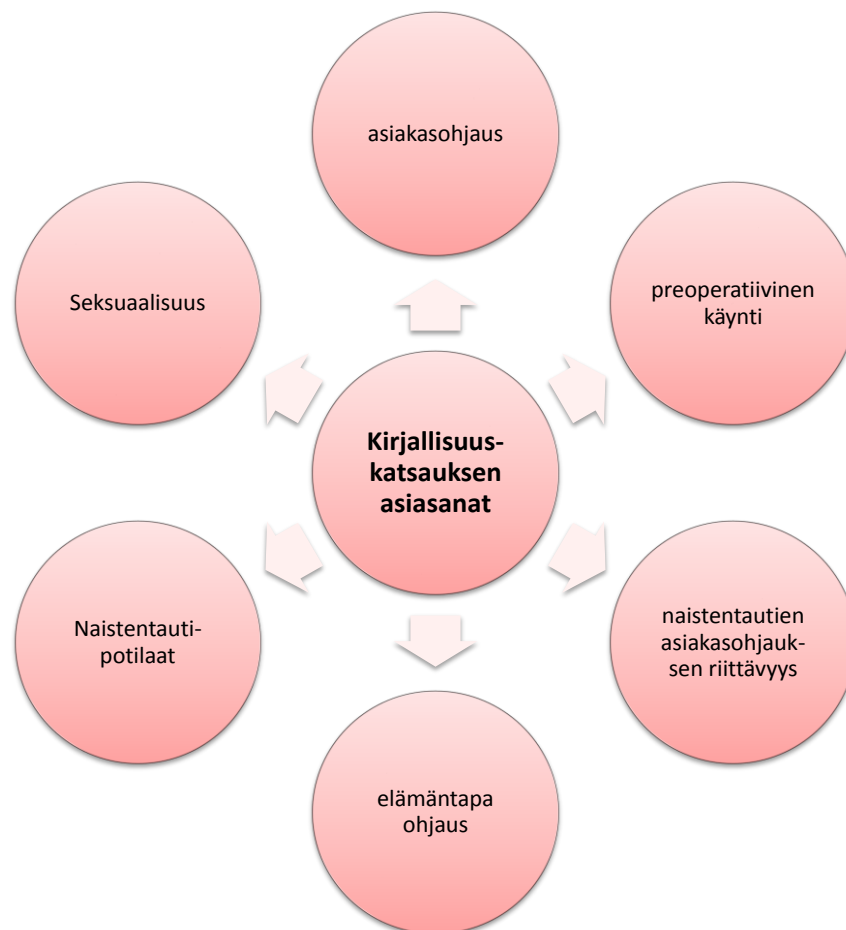 asiakasohjaus
preoperatiivinen
käynti
naistentautien
asiakasohjauk-
sen riittävyys
elämäntapa
ohjaus
Naistentauti-
potilaat
Seksuaalisuus
Kirjallisuus-
katsauksen
asiasanat